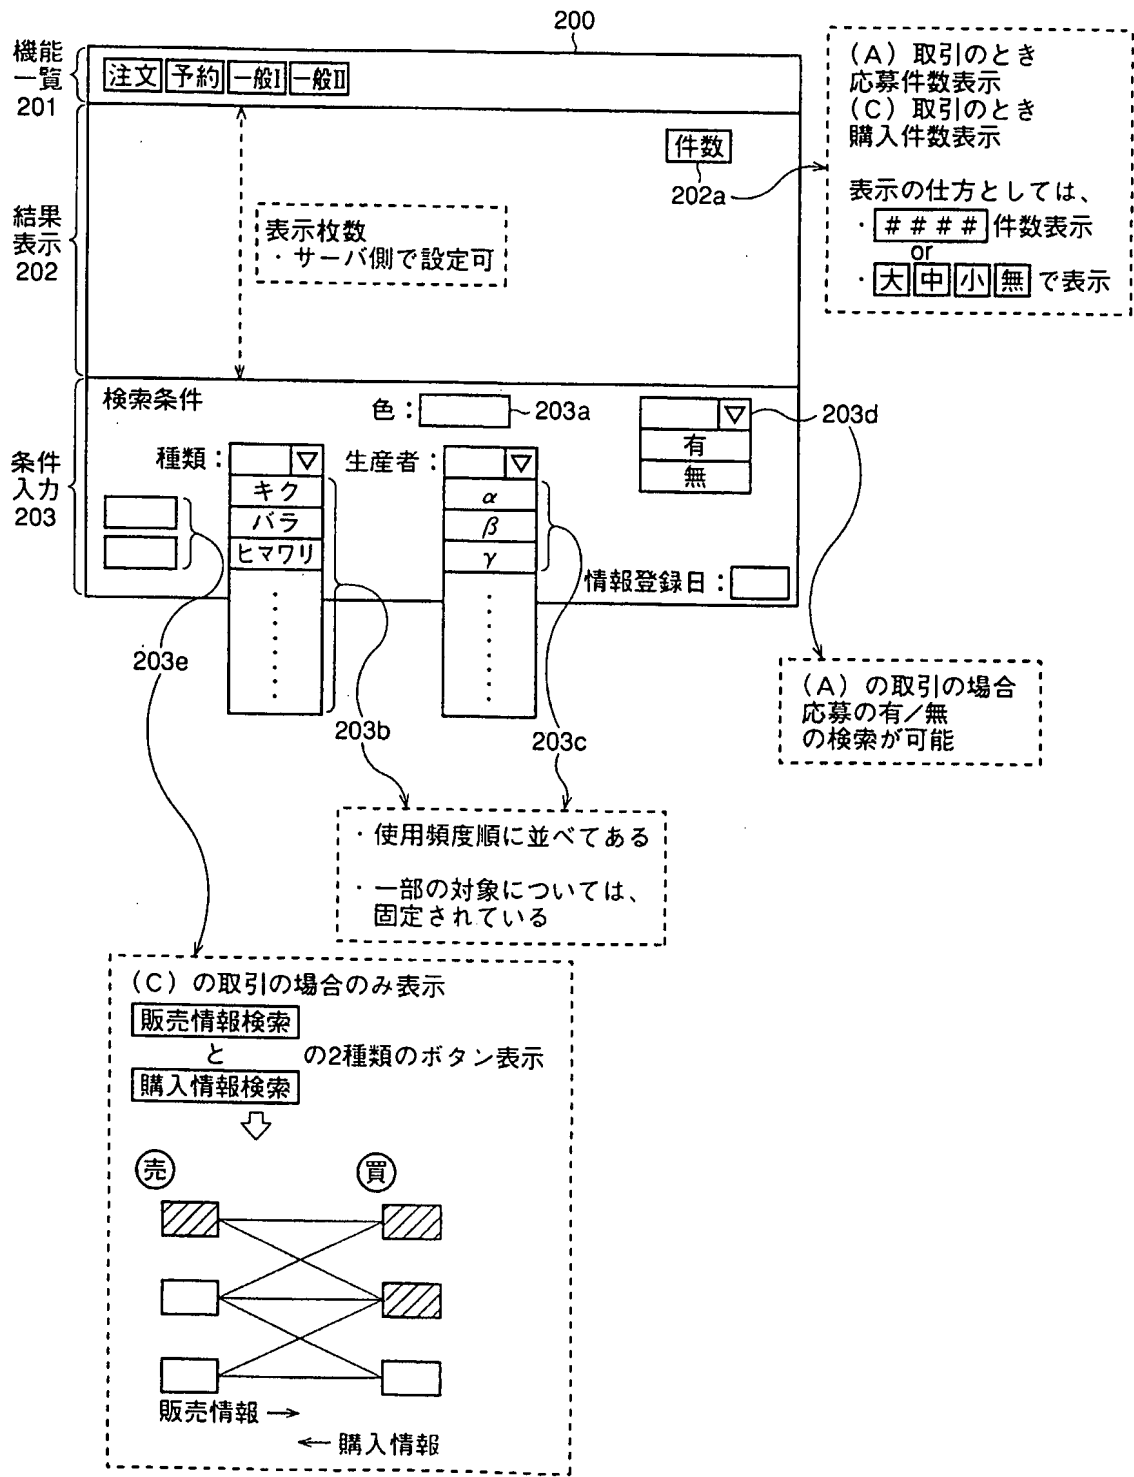 200
機能
一覧
201
注文 予約 一般I 一般II
件数
202a
(A) 取引のとき
応募件数表示
(C) 取引のとき
購入件数表示
表示の仕方としては、
・ #### 件数表示
or
・ 大 中 小 無 で表示
結果
表示
202
表示枚数
・サーバ側で設定可
条件
入力
203
検索条件
色：
203a
▽
有
無
203d
種類：
▽
キク
バラ
ヒマワリ
生産者：
▽
α
β
γ
情報登録日：
203e
203b
203c
(A) の取引の場合
応募の有／無
の検索が可能
・使用頻度順に並べてある
・一部の対象については、
固定されている
(C) の取引の場合のみ表示
販売情報検索
と の2種類のボタン表示
購入情報検索
売 買
販売情報 →
← 購入情報